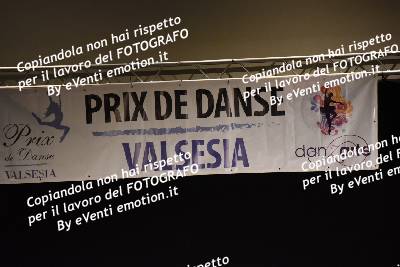 Copiandola non hai rispetto
per il lavoro del FOTOGRAFO
By eVenti emotion.it
Copiandola non hai rispetto
per il lavoro del FOTOGRAFO
By eVenti emotion.it
PRIX DE DANSE
VALSESIA
Prix
de Danse
VALSESIA
dan
Copiandola non hai rispetto
per il lavoro del FOTOGRAFO
By eVenti emotion.it
Copiandola non hai rispetto
per il lavoro del FOTOGRAFO
By eVenti emotion.it
rispetto